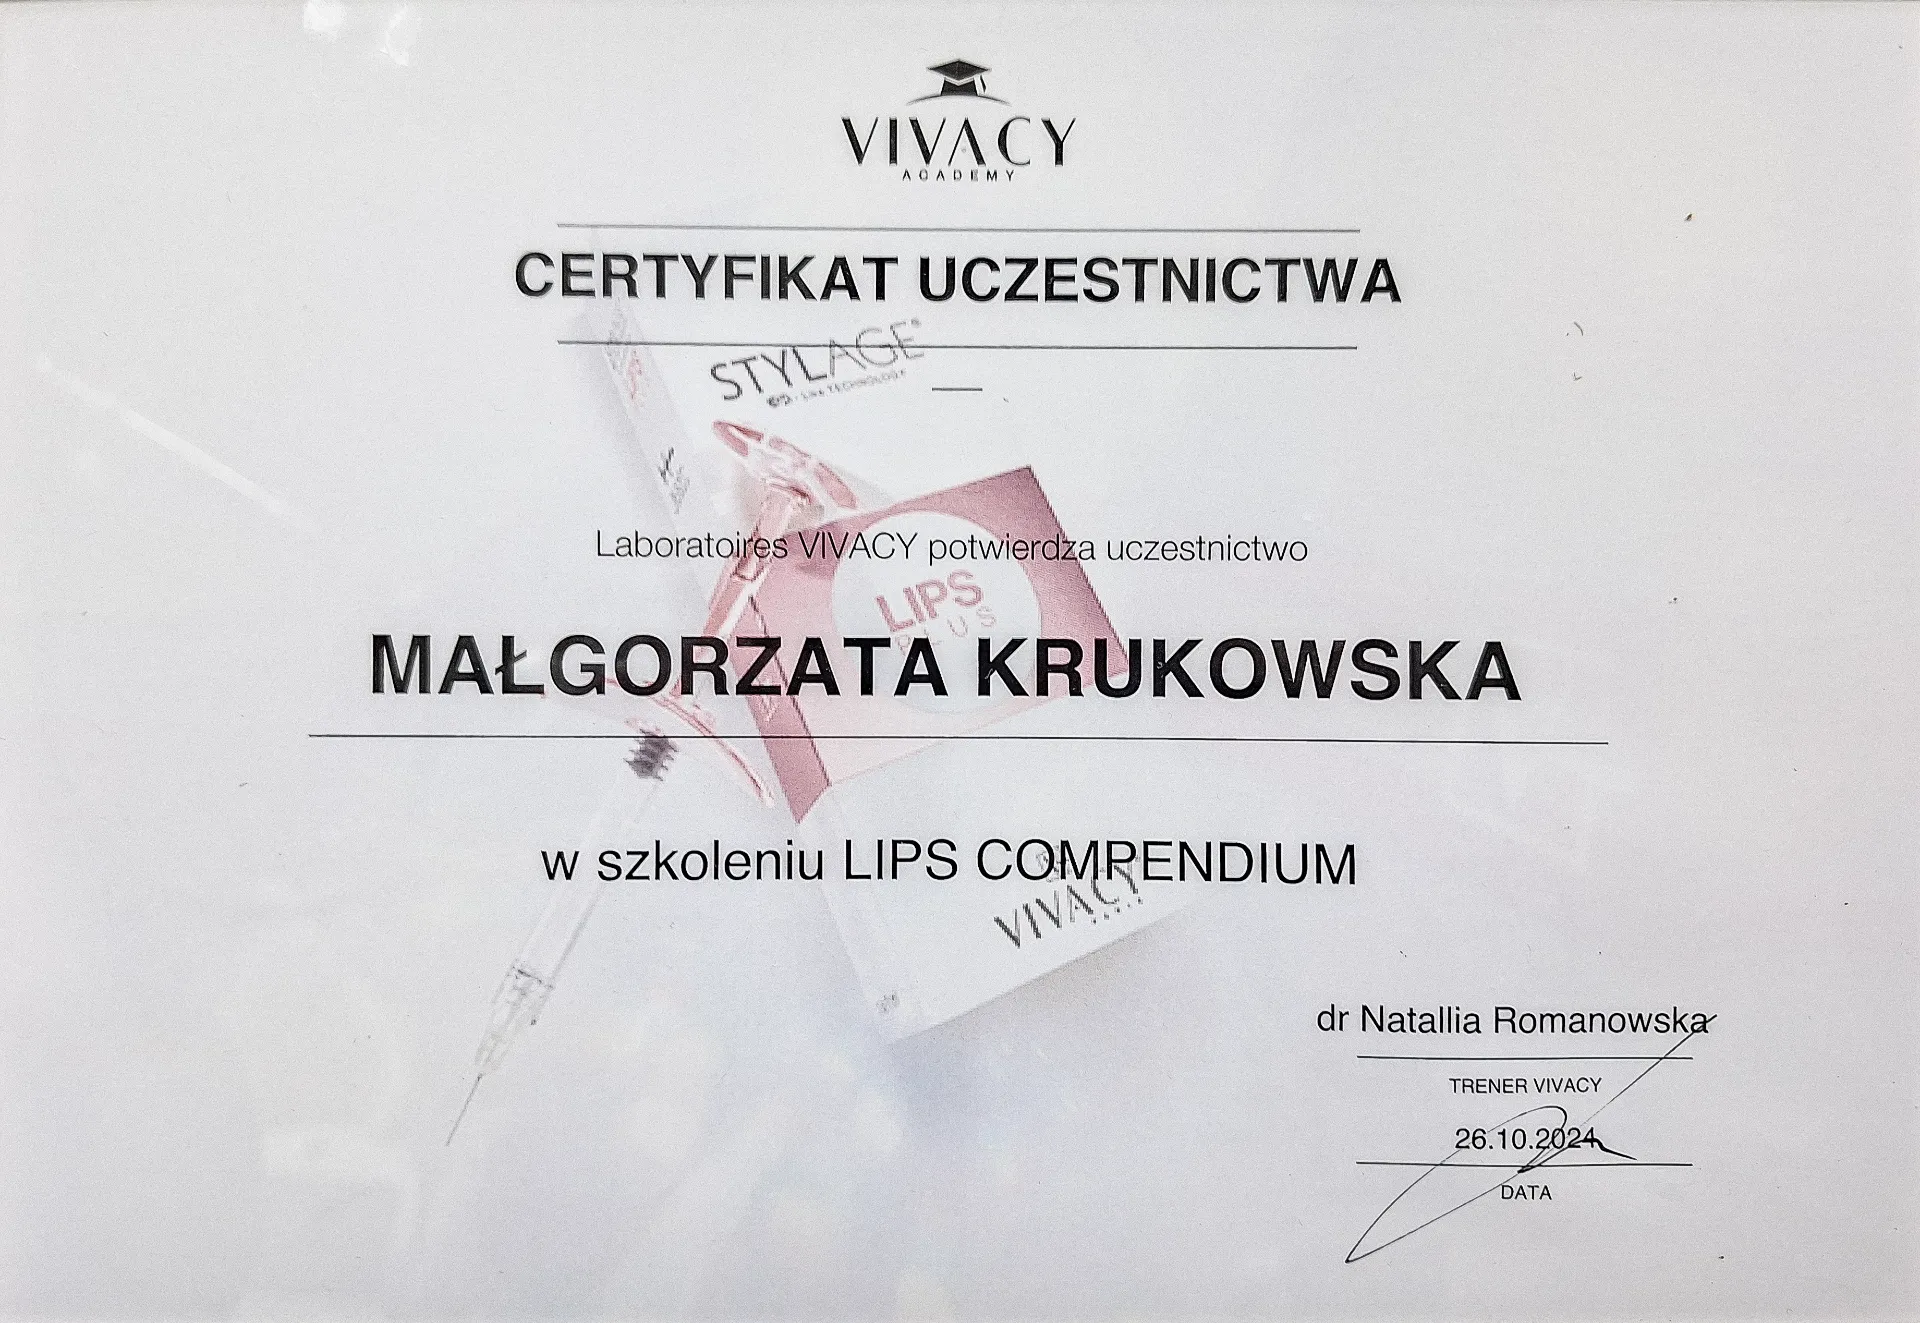 VIVACY
ACADEMY
CERTYFIKAT UCZESTNICTWA
STYLAGE®
Laboratoires VIVACY potwierdza uczestnictwo
LIPS
PLUS
MAŁGORZATA KRUKOWSKA
w szkoleniu LIPS COMPENDIUM
VIVACY
dr Natallia Romanowska
TRENER VIVACY
26.10.2024
DATA